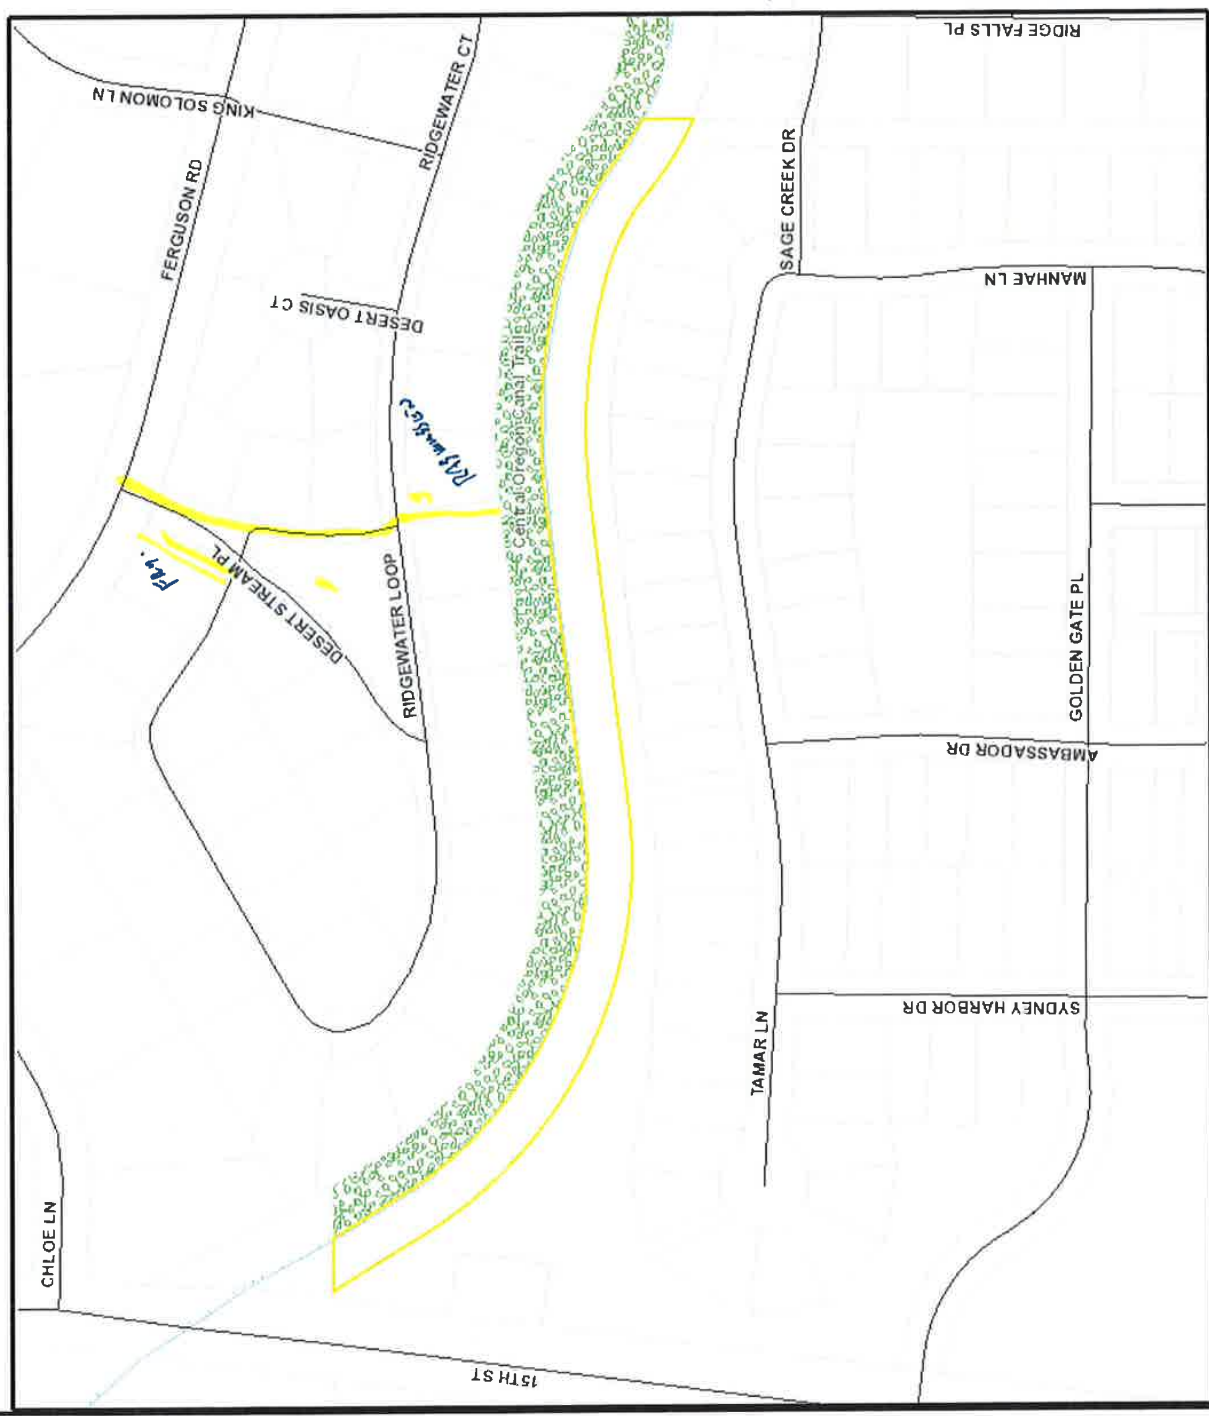 RIDGE FALLS PL
KING SOLOMON LN
RIDGEWATER CT
FERGUSON RD
SAGE CREEK DR
MANHAE LN
DESERT OASIS CT
Central Oregon Canal Trail
DESERT STREAM PL
RIDGEWATER LOOP
GOLDEN GATE PL
AMBASSADOR DR
SYDNEY HARBOR DR
TAMAR LN
CHLOE LN
15TH ST